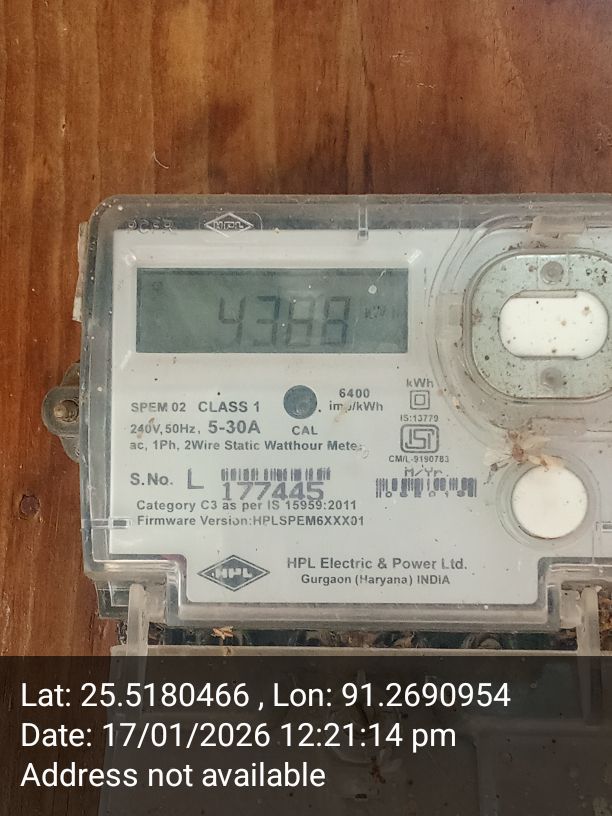 HPL
4388
kWh
SPEM 02 CLASS 1
6400
imp/kWh
kWh
IS:13779
240V,50Hz, 5-30A
CAL
ac, 1Ph, 2Wire Static Watthour Meter
CM/L-9190783
M/Yr.
S.No. L 177445
Category C3 as per IS 15959:2011
Firmware Version:HPLSPEM6XXX01
HPL
HPL Electric & Power Ltd.
Gurgaon (Haryana) INDiA
Lat: 25.5180466 , Lon: 91.2690954
Date: 17/01/2026 12:21:14 pm
Address not available